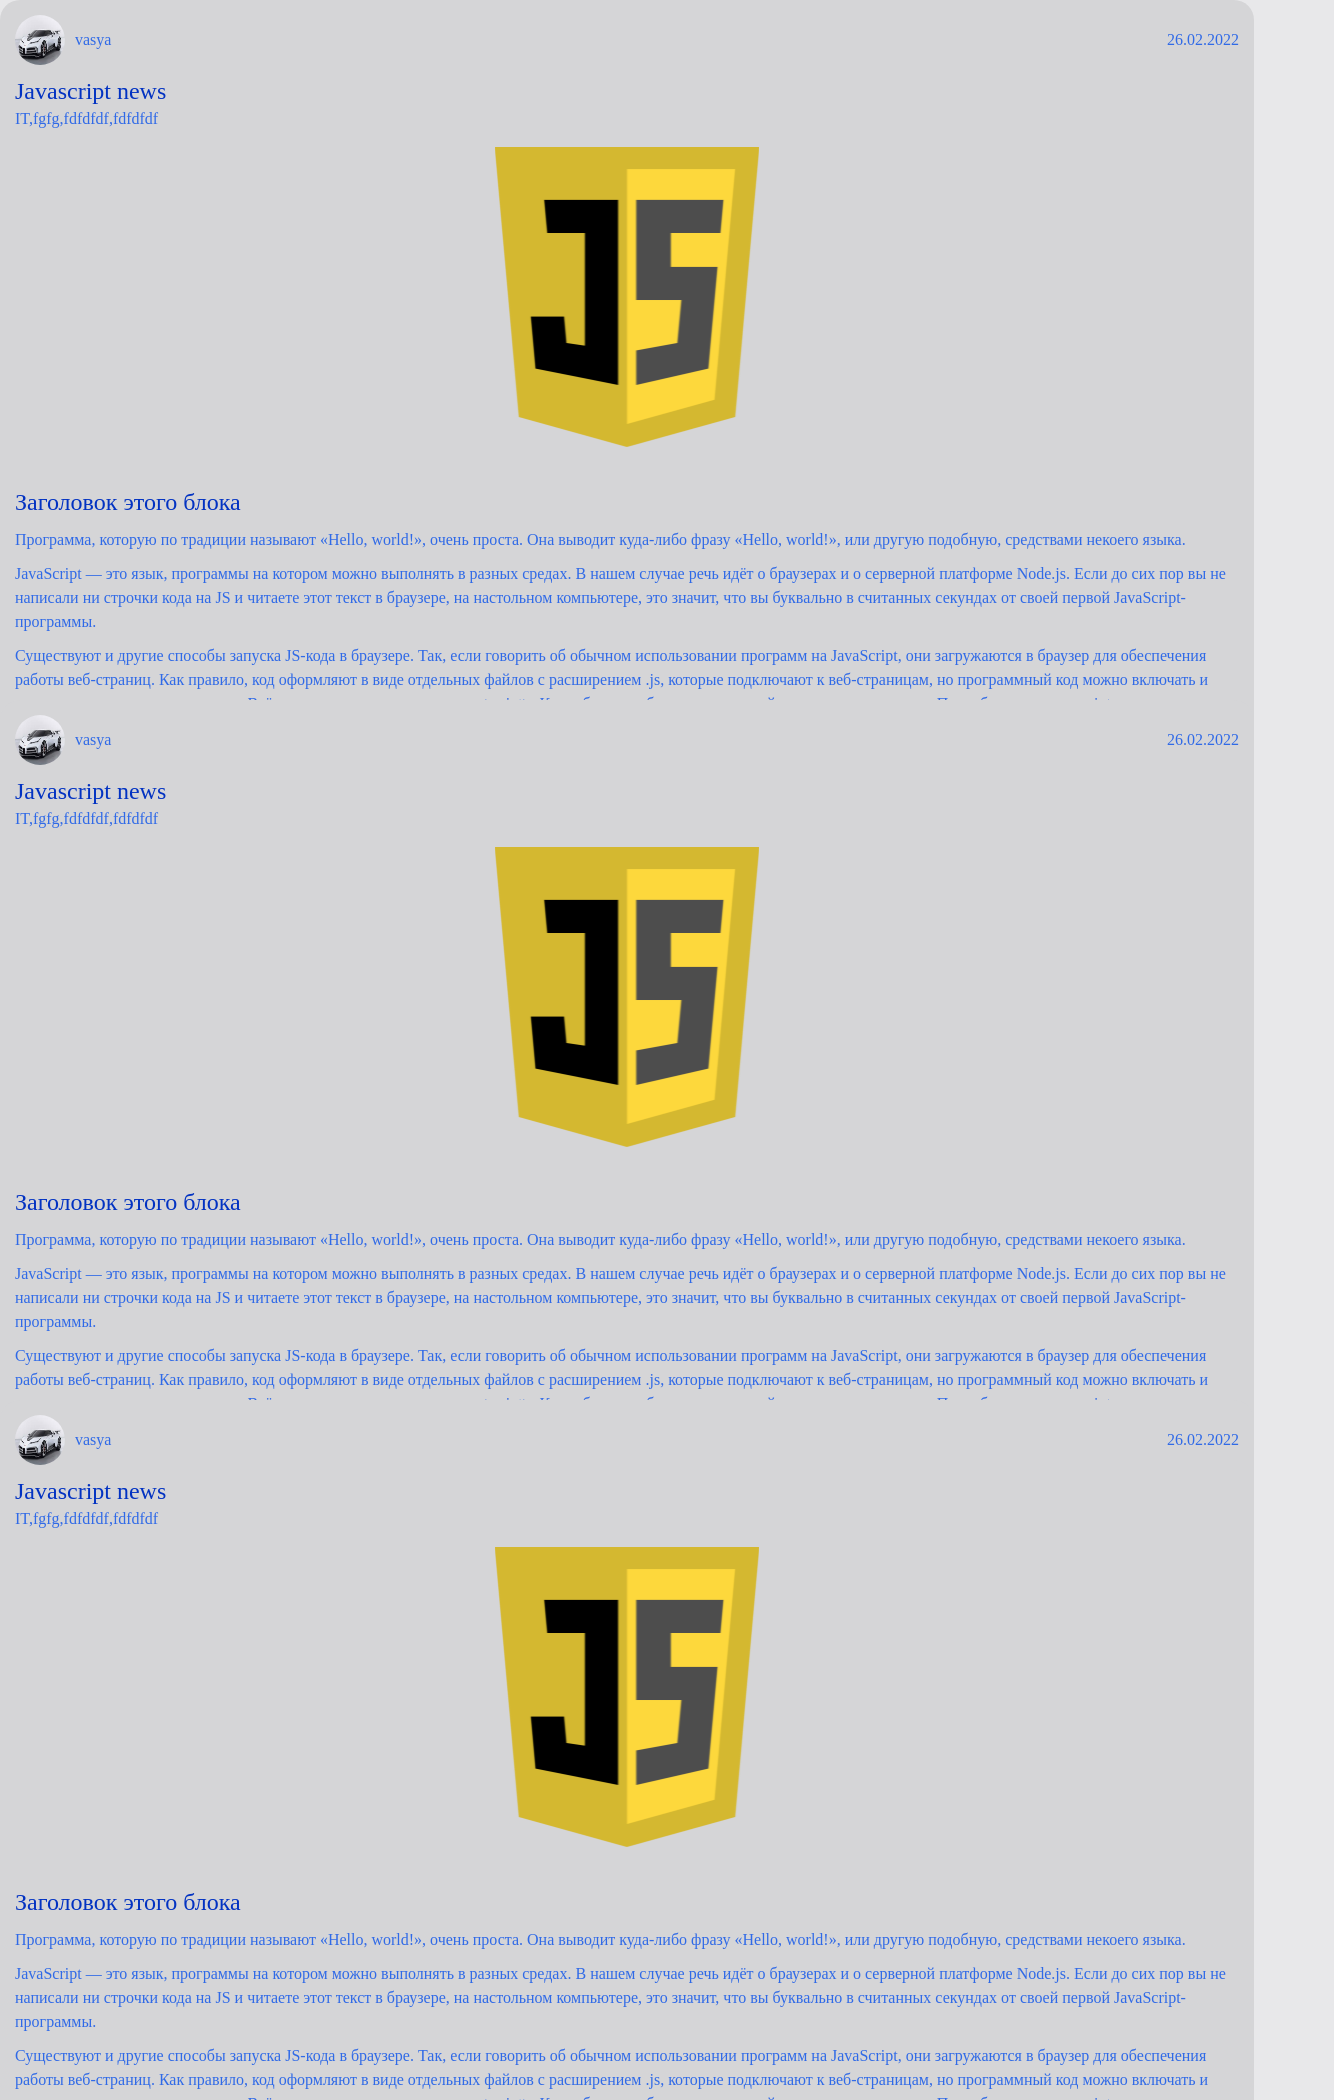 vasya
26.02.2022
Javascript news
IT,fgfg,fdfdfdf,fdfdfdf
JS
Заголовок этого блока
Программа, которую по традиции называют «Hello, world!», очень проста. Она выводит куда-либо фразу «Hello, world!», или другую подобную, средствами некоего языка.
JavaScript — это язык, программы на котором можно выполнять в разных средах. В нашем случае речь идёт о браузерах и о серверной платформе Node.js. Если до сих пор вы не
написали ни строчки кода на JS и читаете этот текст в браузере, на настольном компьютере, это значит, что вы буквально в считанных секундах от своей первой JavaScript-
программы.
Существуют и другие способы запуска JS-кода в браузере. Так, если говорить об обычном использовании программ на JavaScript, они загружаются в браузер для обеспечения
работы веб-страниц. Как правило, код оформляют в виде отдельных файлов с расширением .js, которые подключают к веб-страницам, но программный код можно включать и
vasya
26.02.2022
Javascript news
IT,fgfg,fdfdfdf,fdfdfdf
JS
Заголовок этого блока
Программа, которую по традиции называют «Hello, world!», очень проста. Она выводит куда-либо фразу «Hello, world!», или другую подобную, средствами некоего языка.
JavaScript — это язык, программы на котором можно выполнять в разных средах. В нашем случае речь идёт о браузерах и о серверной платформе Node.js. Если до сих пор вы не
написали ни строчки кода на JS и читаете этот текст в браузере, на настольном компьютере, это значит, что вы буквально в считанных секундах от своей первой JavaScript-
программы.
Существуют и другие способы запуска JS-кода в браузере. Так, если говорить об обычном использовании программ на JavaScript, они загружаются в браузер для обеспечения
работы веб-страниц. Как правило, код оформляют в виде отдельных файлов с расширением .js, которые подключают к веб-страницам, но программный код можно включать и
vasya
26.02.2022
Javascript news
IT,fgfg,fdfdfdf,fdfdfdf
JS
Заголовок этого блока
Программа, которую по традиции называют «Hello, world!», очень проста. Она выводит куда-либо фразу «Hello, world!», или другую подобную, средствами некоего языка.
JavaScript — это язык, программы на котором можно выполнять в разных средах. В нашем случае речь идёт о браузерах и о серверной платформе Node.js. Если до сих пор вы не
написали ни строчки кода на JS и читаете этот текст в браузере, на настольном компьютере, это значит, что вы буквально в считанных секундах от своей первой JavaScript-
программы.
Существуют и другие способы запуска JS-кода в браузере. Так, если говорить об обычном использовании программ на JavaScript, они загружаются в браузер для обеспечения
работы веб-страниц. Как правило, код оформляют в виде отдельных файлов с расширением .js, которые подключают к веб-страницам, но программный код можно включать и